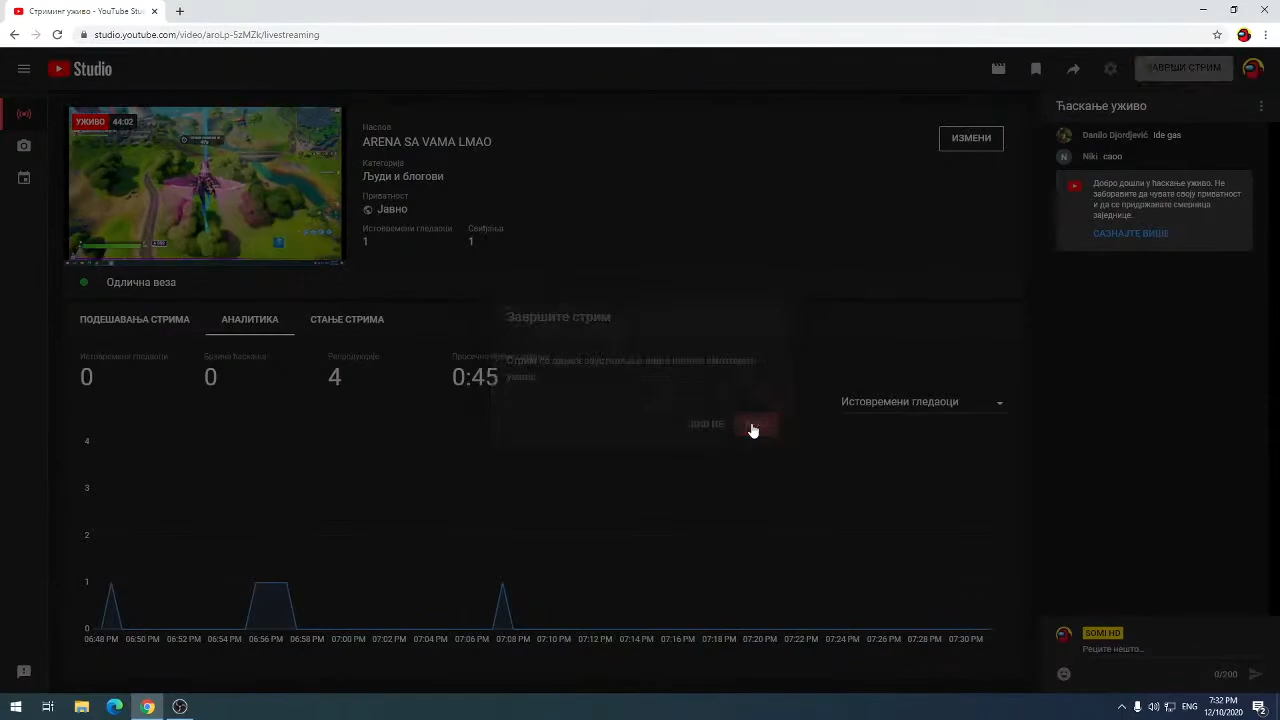 Стриминг уживо - YouTube Stu
studio.youtube.com/video/aroLp-5zMZk/livestreaming
Studio
ЗАВРШИ СТРИМ
УЖИВО 44:02
Наслов
ARENA SA VAMA LMAO
ИЗМЕНИ
Категорија
Људи и блогови
Приватност
Јавно
Истовремени гледаоци Свиђања
1 1
Одлична веза
ПОДЕШАВАЊА СТРИМА АНАЛИТИКА СТАЊЕ СТРИМА
Завршите стрим
Истовремени гледаоци Брзина ћаскања Репродукције Просечно
0 0 4 0:45
уживо.
Истовремени гледаоци
ИПАК НЕ
4
3
2
1
0
06:48 PM 06:50 PM 06:52 PM 06:54 PM 06:56 PM 06:58 PM 07:00 PM 07:02 PM 07:04 PM 07:06 PM 07:08 PM 07:10 PM 07:12 PM 07:14 PM 07:16 PM 07:18 PM 07:20 PM 07:22 PM 07:24 PM 07:26 PM 07:28 PM 07:30 PM
Ћаскање уживо
Danilo Djordjević Ide gas
N Niki caoo
Добро дошли у ћаскање уживо. Не
заборавите да чувате своју приватност
и да се придржавате смерница
заједнице.
САЗНАЈТЕ ВИШЕ
SOMI HD
Реците нешто...
0/200
ENG
7:32 PM
12/10/2020
2